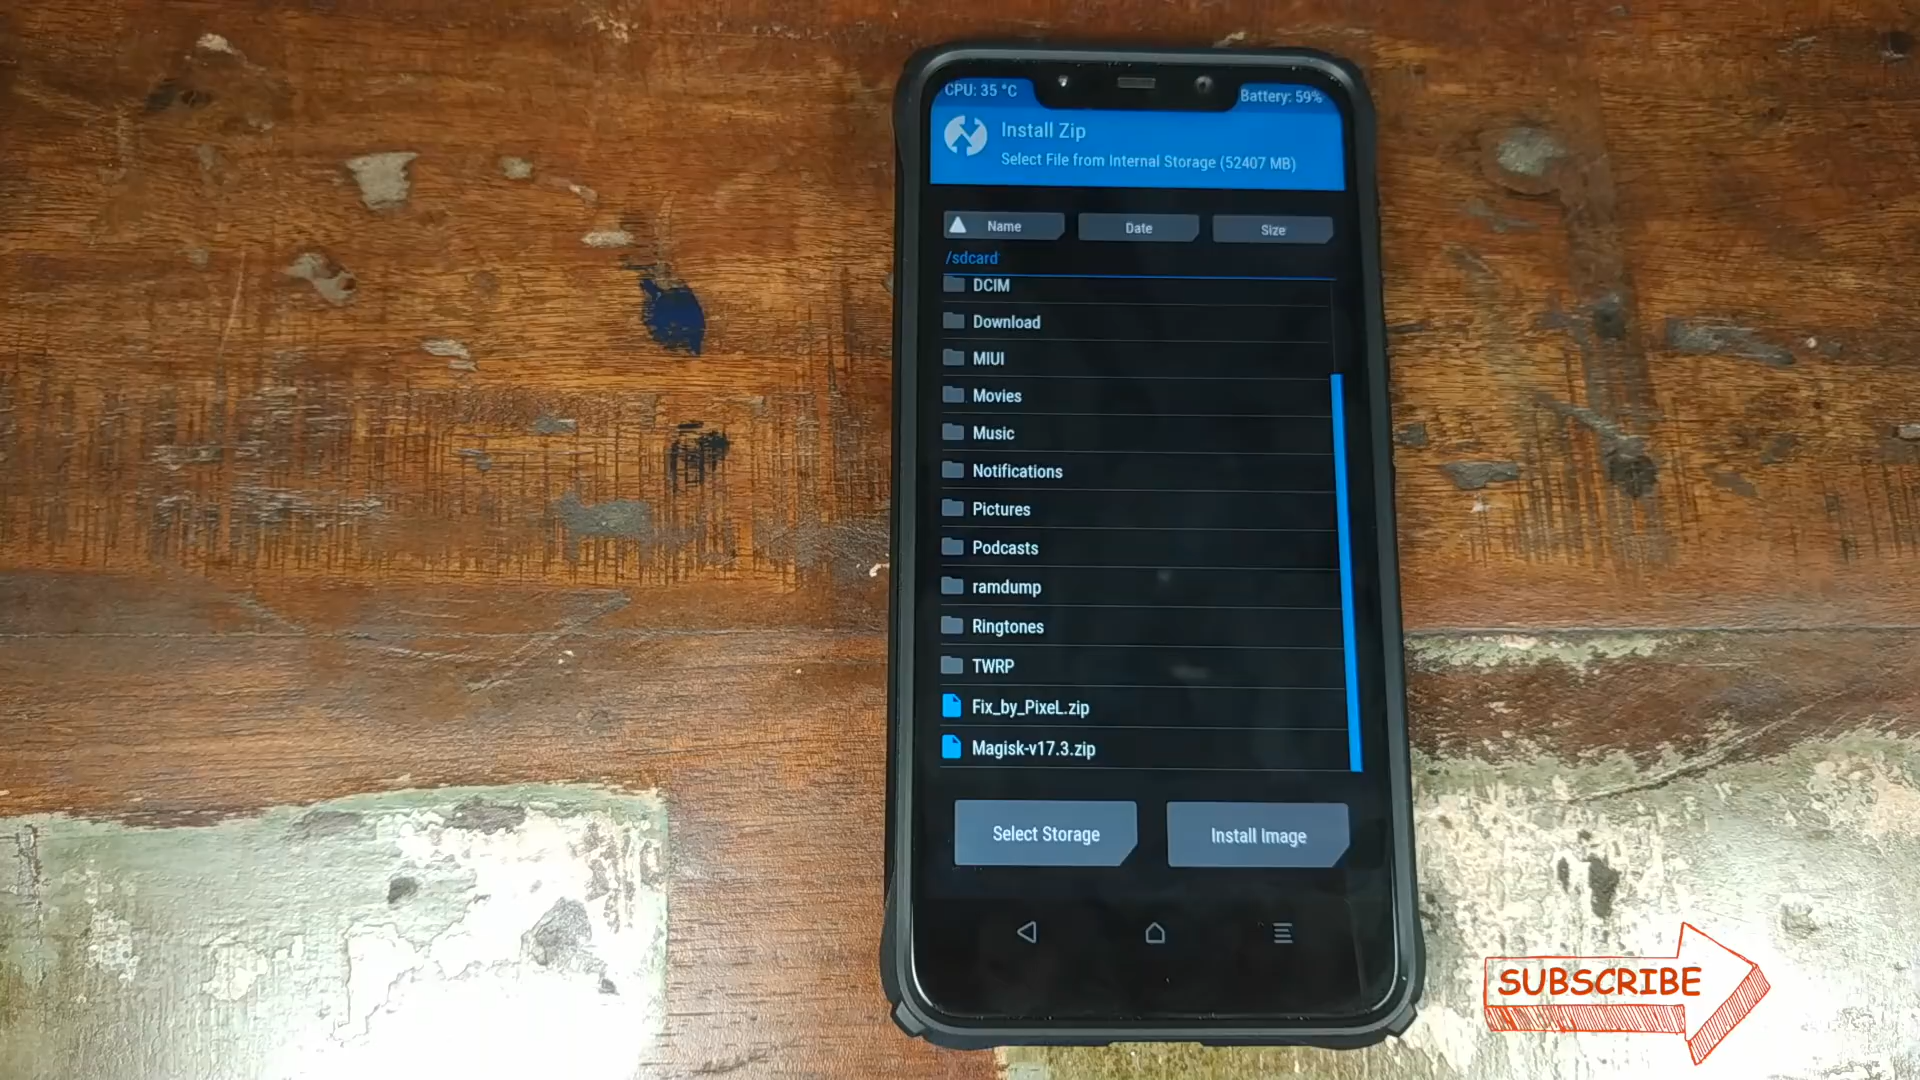 CPU: 35 °C
Battery: 59%
Install Zip
Select File from Internal Storage (52407 MB)
Name
Date
Size
/sdcard
DCIM
Download
MIUI
Movies
Music
Notifications
Pictures
Podcasts
ramdump
Ringtones
TWRP
Fix_by_PixeL.zip
Magisk-v17.3.zip
Select Storage
Install Image
SUBSCRIBE